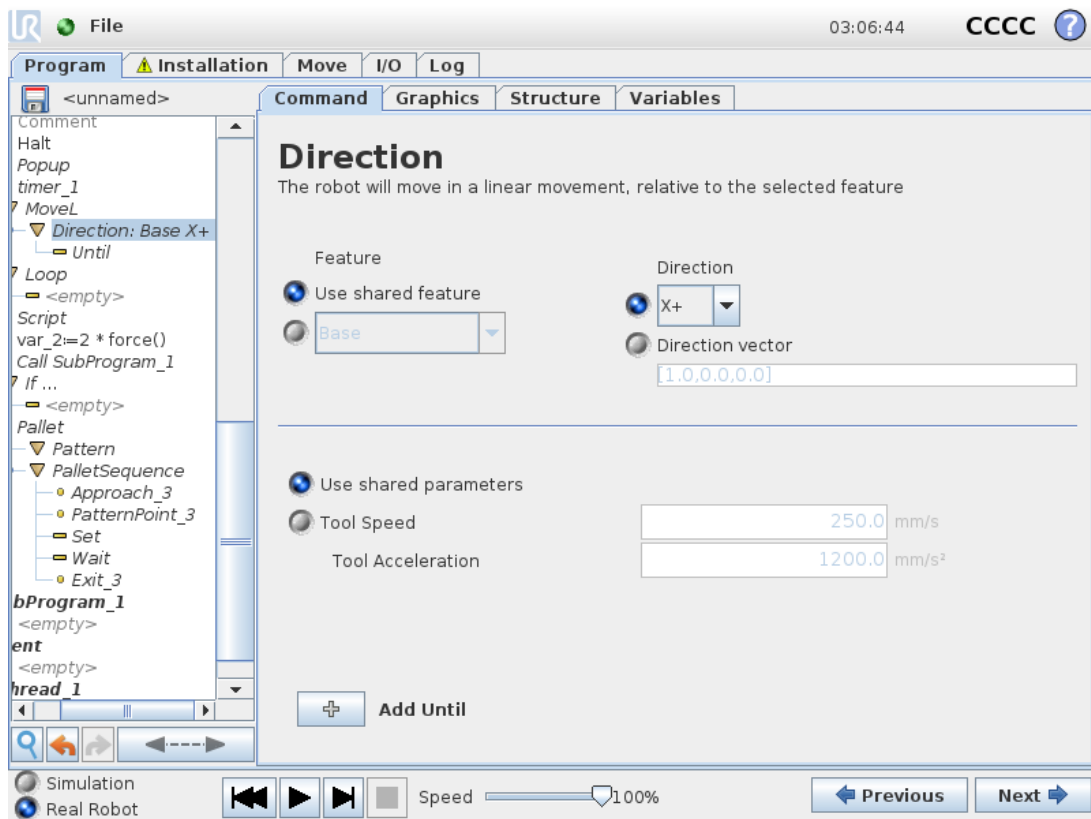 UR File 03:06:44 CCCC ?
Program Installation Move I/O Log
<unnamed>
Command Graphics Structure Variables
Comment
Halt
Popup
timer_1
MoveL
Direction: Base X+
Until
Loop
<empty>
Script
var_2:=2 * force()
Call SubProgram_1
If ...
<empty>
Pallet
Pattern
PalletSequence
Approach_3
PatternPoint_3
Set
Wait
Exit_3
bProgram_1
<empty>
ent
<empty>
hread_1
Direction
The robot will move in a linear movement, relative to the selected feature
Feature
Use shared feature
Base
Direction
X+
Direction vector
[1.0,0.0,0.0]
Use shared parameters
Tool Speed 250.0 mm/s
Tool Acceleration 1200.0 mm/s²
Add Until
Simulation
Real Robot
Speed 100%
Previous Next